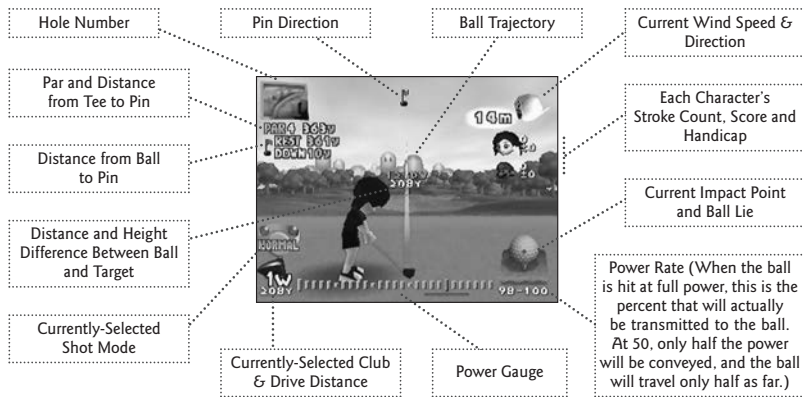 Hole Number
Pin Direction
Ball Trajectory
Current Wind Speed &
Direction
Par and Distance
from Tee to Pin
Each Character's
Stroke Count, Score and
Handicap
Distance from Ball
to Pin
Current Impact Point
and Ball Lie
Distance and Height
Difference Between Ball
and Target
Power Rate (When the ball
is hit at full power, this is the
percent that will actually
be transmitted to the ball.
At 50, only half the power
will be conveyed, and the ball
will travel only half as far.)
Currently-Selected
Shot Mode
Currently-Selected Club
& Drive Distance
Power Gauge
14m
PAR4 363y
REST 361y
DOWN 10y
208Y
NORMAL
1W
208Y
98-100